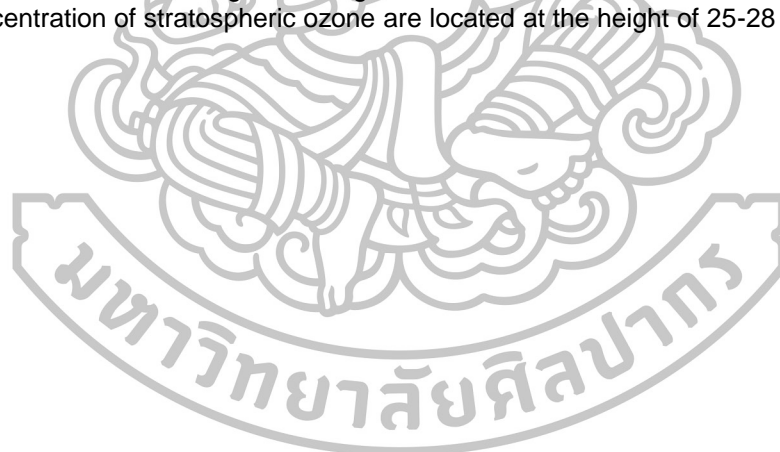 centration of stratospheric ozone are located at the height of 25-28
มหาวิทยาลัยศิลปากร